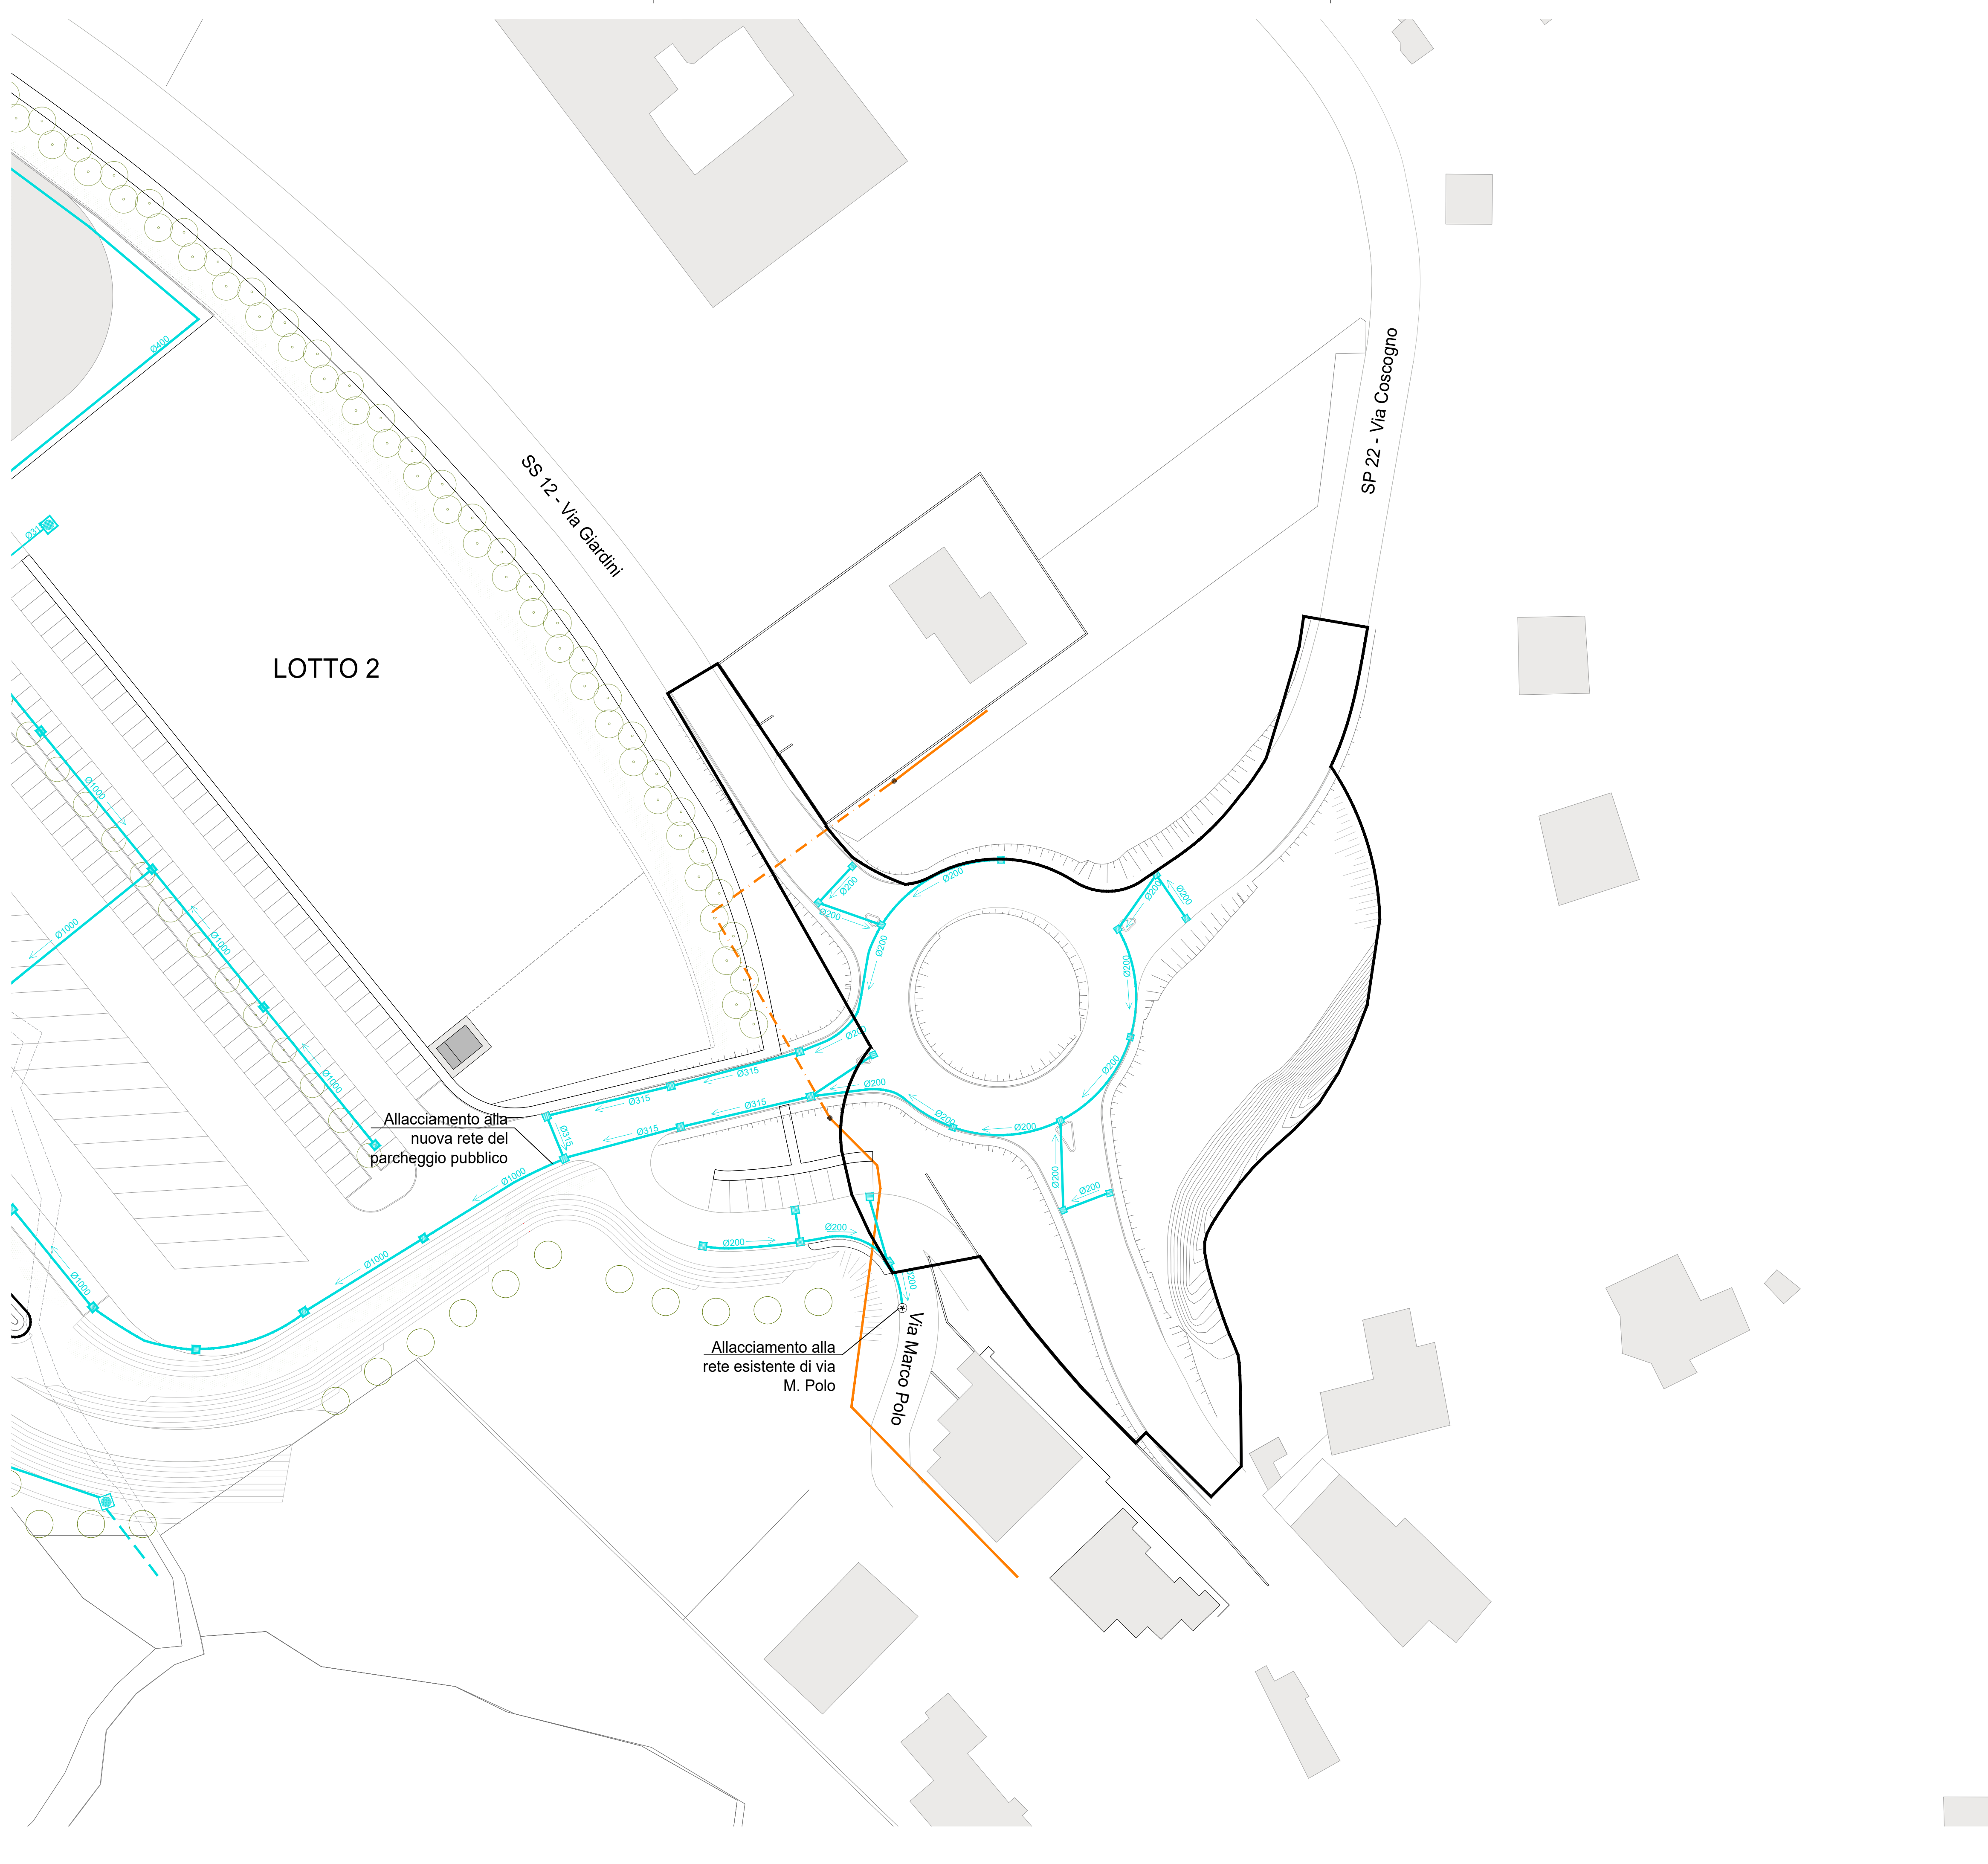 Ø400
SP 22 - Via Coscogno
SS 12 - Via Giardini
LOTTO 2
Ø1000
Ø1000
Ø1000
Ø1000
Ø200
Ø200
Ø200
Ø200
Ø200
Ø200
Ø200
Ø200
Ø200
Ø200
Ø200
Ø200
Ø200
Ø200
Ø315
Ø315
Ø315
Ø315
Ø315
Allacciamento alla
nuova rete del
parcheggio pubblico
Ø1000
Ø1000
Ø1000
Ø200
Ø200
Ø200
Allacciamento alla
rete esistente di via
M. Polo
Via Marco Polo